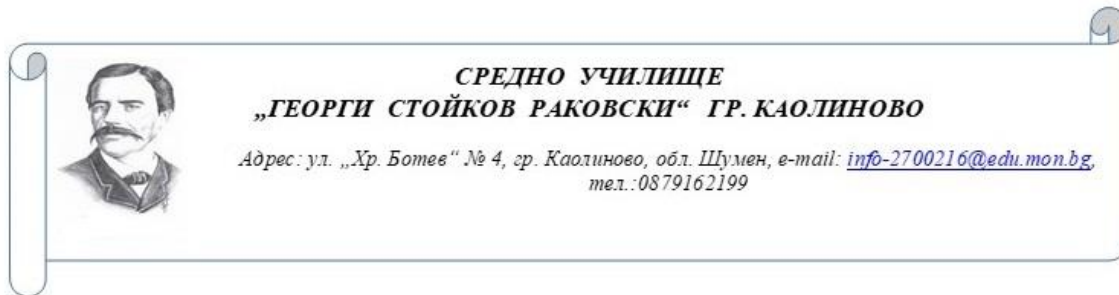 СРЕДНО УЧИЛИЩЕ
„ГЕОРГИ СТОЙКОВ РАКОВСКИ“ ГР. КАОЛИНОВО
Адрес: ул. „Хр. Ботев“ № 4, гр. Каолиново, обл. Шумен, e-mail: info-2700216@edu.mon.bg,
тел.:0879162199